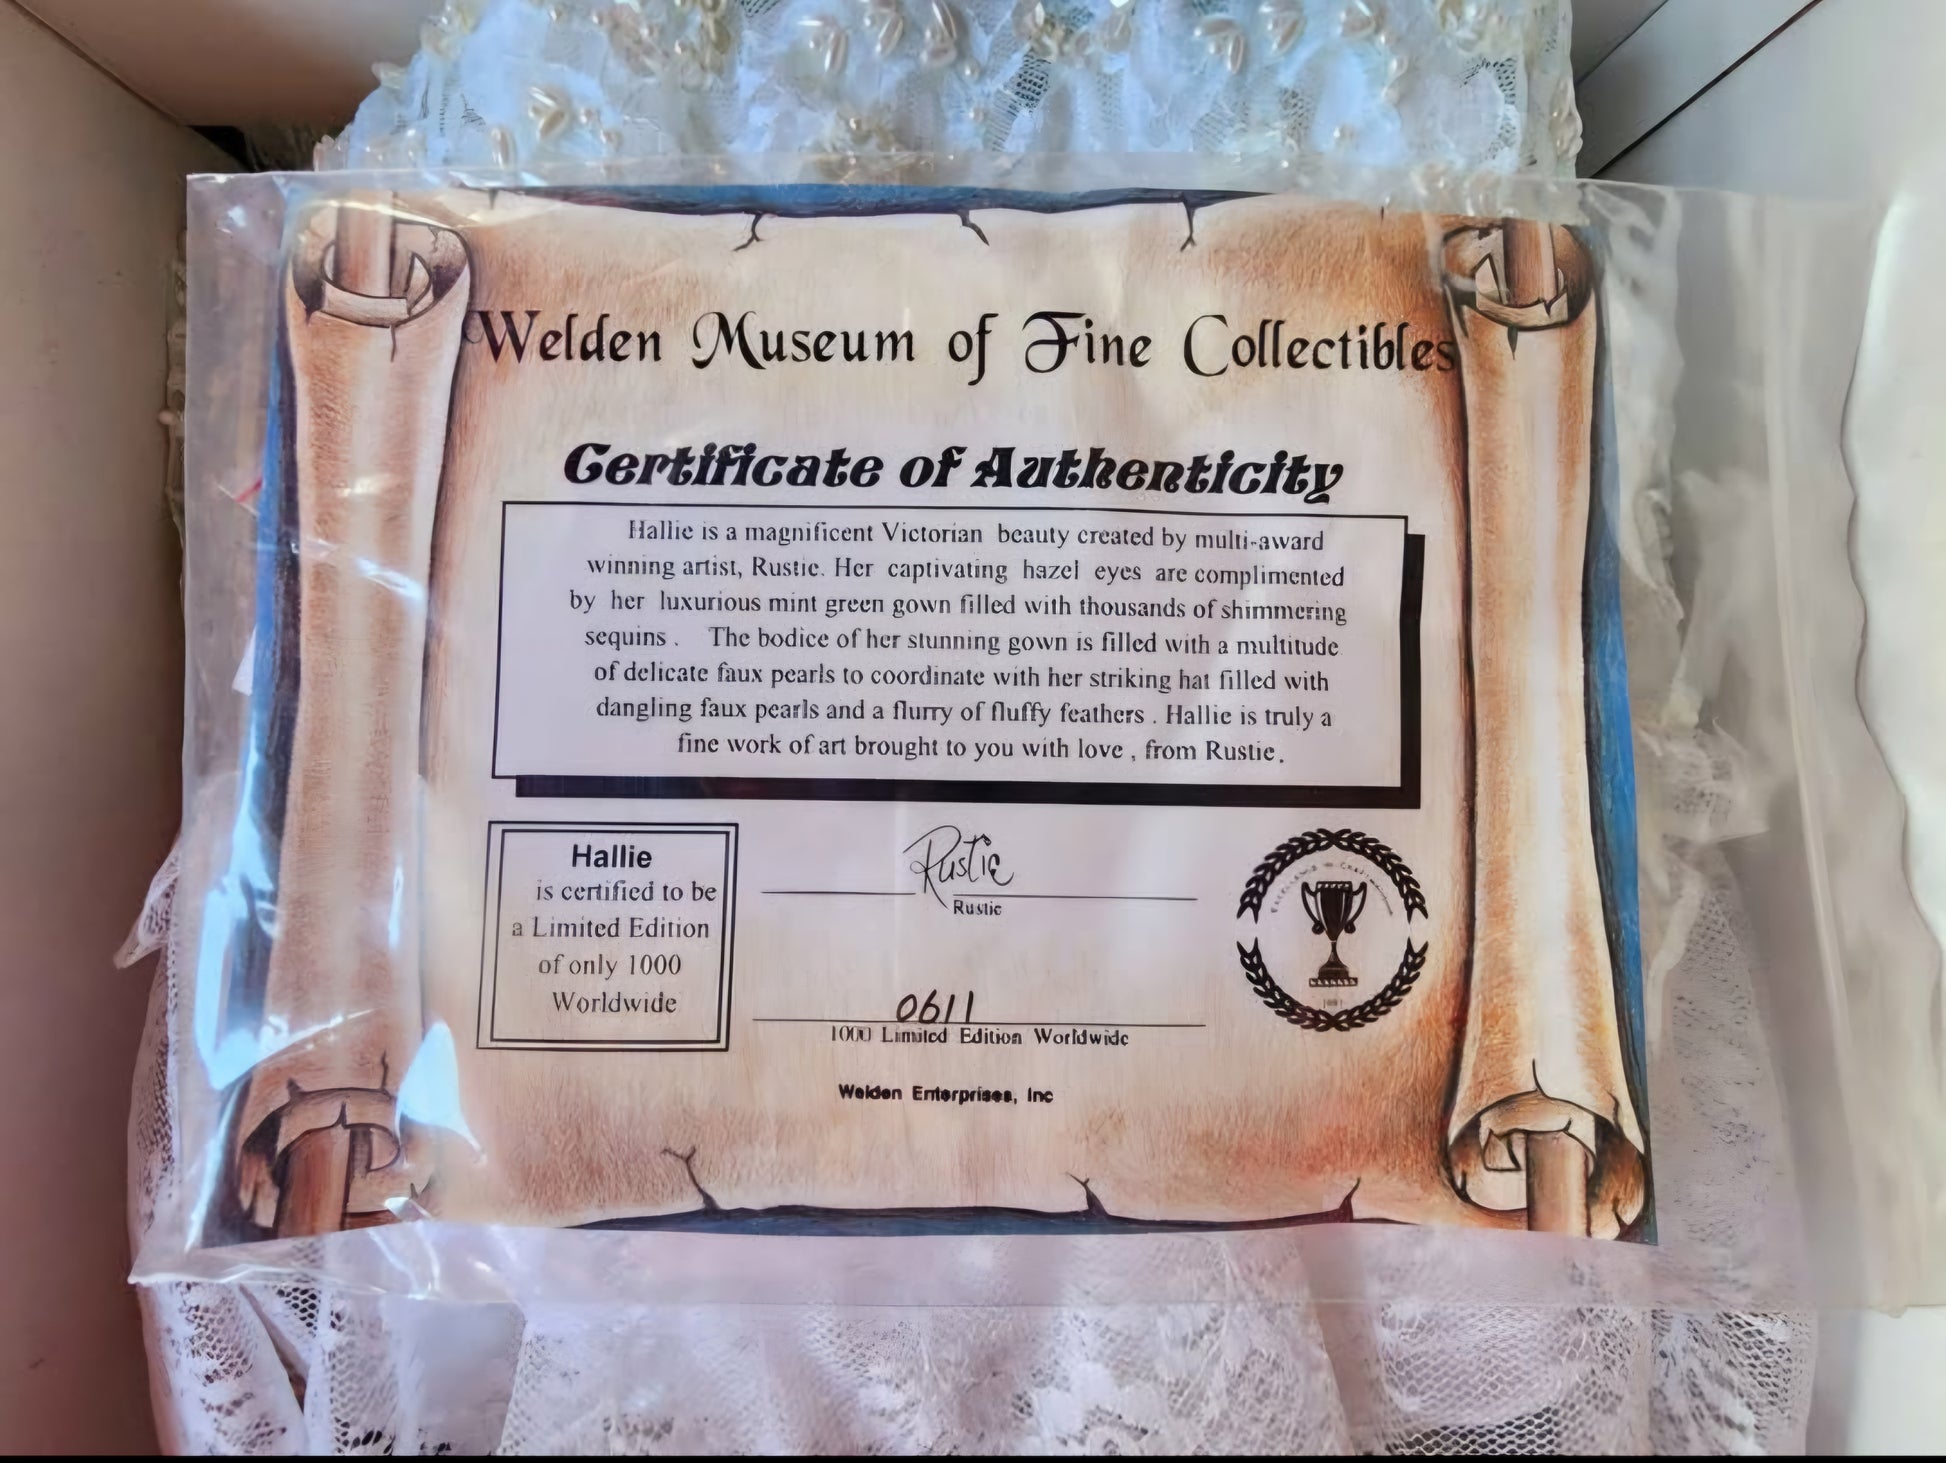 Welden Museum of Fine Collectibles
Certificate of Authenticity
Hallie is a magnificent Victorian beauty created by multi-award
winning artist, Rustie. Her captivating hazel eyes are complimented
by her luxurious mint green gown filled with thousands of shimmering
sequins . The bodice of her stunning gown is filled with a multitude
of delicate faux pearls to coordinate with her striking hat filled with
dangling faux pearls and a flurry of fluffy feathers . Hallie is truly a
fine work of art brought to you with love , from Rustie.
Hallie
is certified to be
a Limited Edition
of only 1000
Worldwide
Rustie
Rustie
0611
1000 Limited Edition Worldwide
Welden Enterprises, Inc